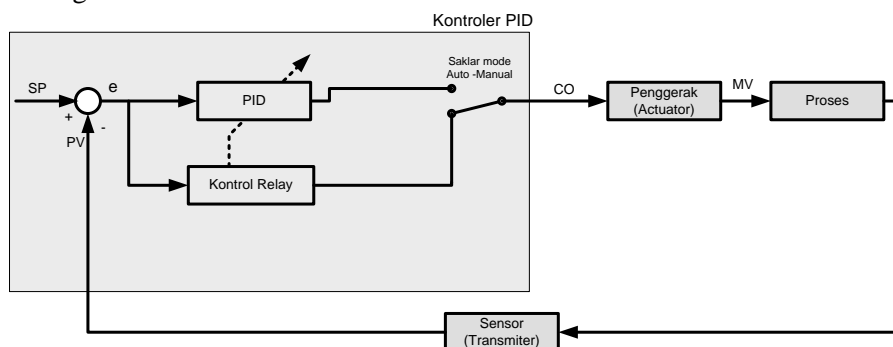 Kontroler PID
Saklar mode
Auto -Manual
SP
e
PID
CO
Penggerak
(Actuator)
MV
Proses
+
-
PV
Kontrol Relay
Sensor
(Transmiter)